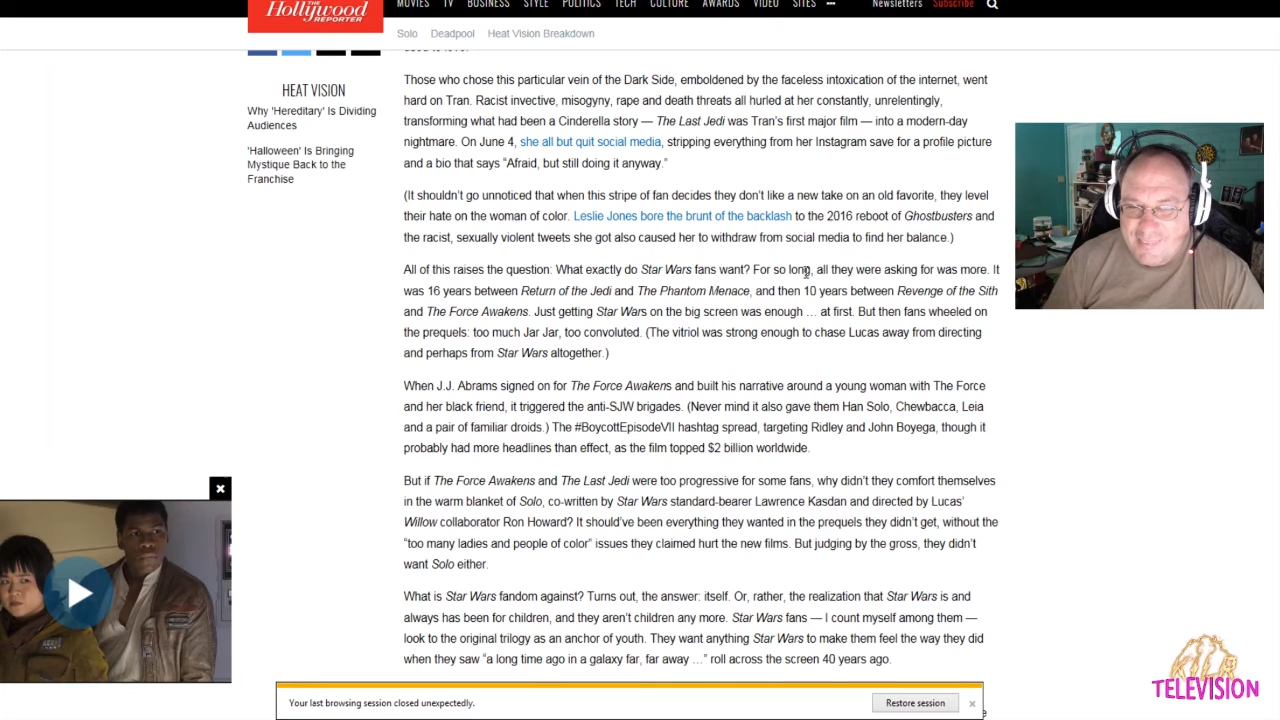 THE
Hollywood
REPORTER
MOVIES TV BUSINESS STYLE POLITICS TECH CULTURE AWARDS VIDEO SITES
Newsletters Subscribe
Solo Deadpool Heat Vision Breakdown
HEAT VISION
Why 'Hereditary' Is Dividing
Audiences
'Halloween' Is Bringing
Mystique Back to the
Franchise
Those who chose this particular vein of the Dark Side, emboldened by the faceless intoxication of the internet, went
hard on Tran. Racist invective, misogyny, rape and death threats all hurled at her constantly, unrelentingly,
transforming what had been a Cinderella story — The Last Jedi was Tran's first major film — into a modern-day
nightmare. On June 4, she all but quit social media, stripping everything from her Instagram save for a profile picture
and a bio that says "Afraid, but still doing it anyway."
(It shouldn't go unnoticed that when this stripe of fan decides they don't like a new take on an old favorite, they level
their hate on the woman of color. Leslie Jones bore the brunt of the backlash to the 2016 reboot of Ghostbusters and
the racist, sexually violent tweets she got also caused her to withdraw from social media to find her balance.)
All of this raises the question: What exactly do Star Wars fans want? For so long, all they were asking for was more. It
was 16 years between Return of the Jedi and The Phantom Menace, and then 10 years between Revenge of the Sith
and The Force Awakens. Just getting Star Wars on the big screen was enough ... at first. But then fans wheeled on
the prequels: too much Jar Jar, too convoluted. (The vitriol was strong enough to chase Lucas away from directing
and perhaps from Star Wars altogether.)
When J.J. Abrams signed on for The Force Awakens and built his narrative around a young woman with The Force
and her black friend, it triggered the anti-SJW brigades. (Never mind it also gave them Han Solo, Chewbacca, Leia
and a pair of familiar droids.) The #BoycottEpisodeVII hashtag spread, targeting Ridley and John Boyega, though it
probably had more headlines than effect, as the film topped $2 billion worldwide.
But if The Force Awakens and The Last Jedi were too progressive for some fans, why didn't they comfort themselves
in the warm blanket of Solo, co-written by Star Wars standard-bearer Lawrence Kasdan and directed by Lucas'
Willow collaborator Ron Howard? It should've been everything they wanted in the prequels they didn't get, without the
"too many ladies and people of color" issues they claimed hurt the new films. But judging by the gross, they didn't
want Solo either.
What is Star Wars fandom against? Turns out, the answer: itself. Or, rather, the realization that Star Wars is and
always has been for children, and they aren't children any more. Star Wars fans — I count myself among them —
look to the original trilogy as an anchor of youth. They want anything Star Wars to make them feel the way they did
when they saw "a long time ago in a galaxy far, far away ..." roll across the screen 40 years ago.
Your last browsing session closed unexpectedly.
Restore session
TELEVISION